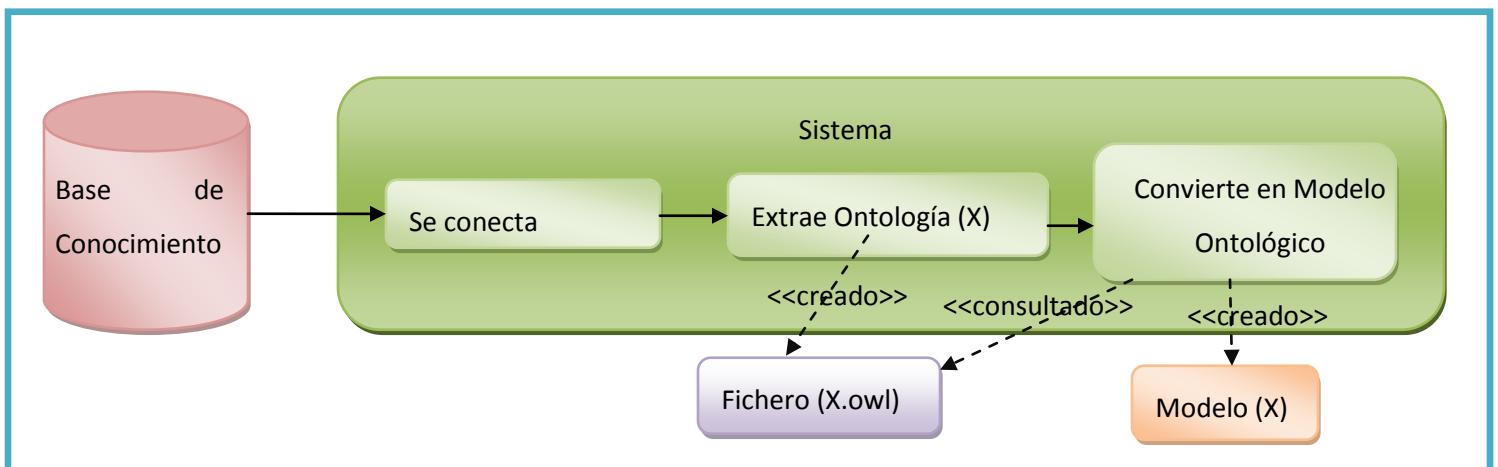 Sistema
Base de
Conocimiento
Se conecta
Extrae Ontología (X)
Convierte en Modelo
Ontológico
<<creado>>
<<consultado>>
<<creado>>
Fichero (X.owl)
Modelo (X)